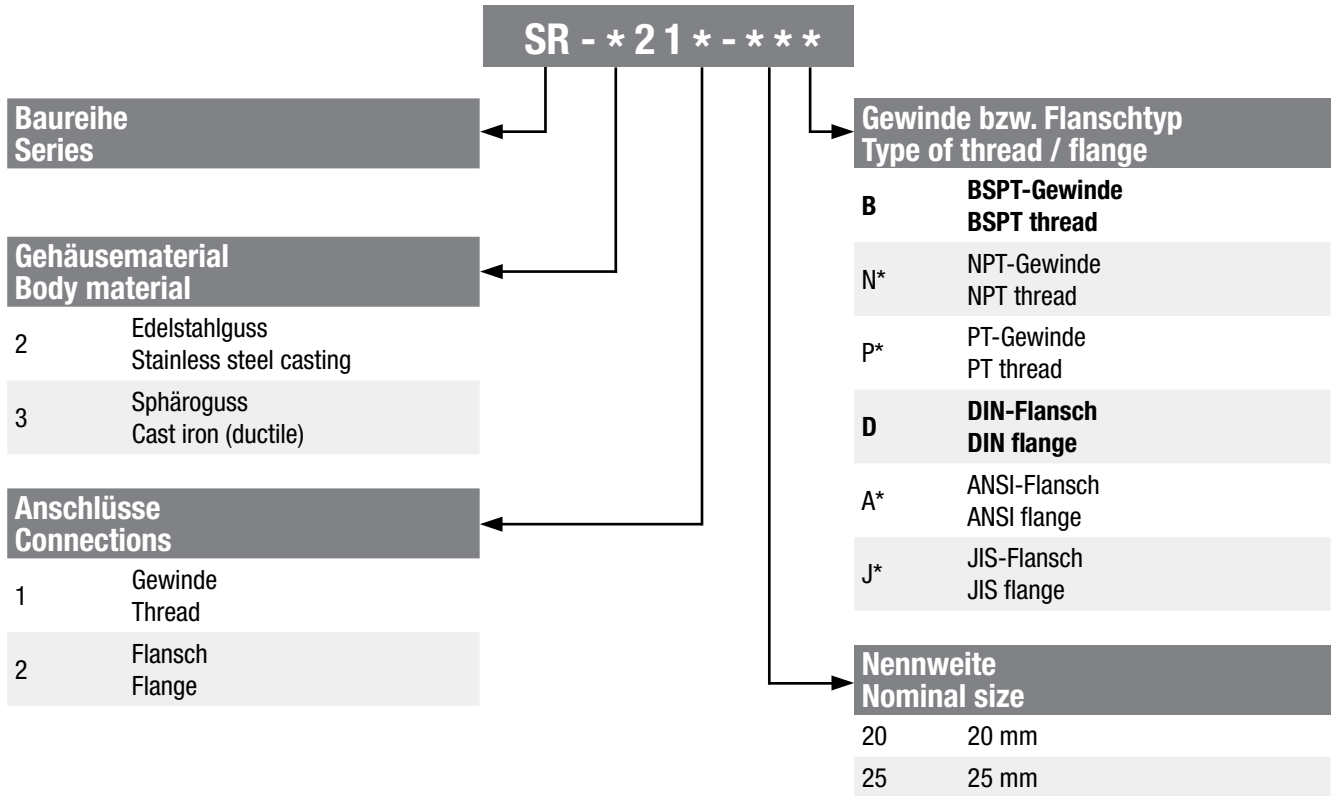 SR - * 2 1 * - * * *
Baureihe
Series
Gehäusematerial
Body material
2 Edelstahlguss
Stainless steel casting
3 Sphäroguss
Cast iron (ductile)
Anschlüsse
Connections
1 Gewinde
Thread
2 Flansch
Flange
Gewinde bzw. Flanschtyp
Type of thread / flange
B BSPT-Gewinde
BSPT thread
N* NPT-Gewinde
NPT thread
P* PT-Gewinde
PT thread
D DIN-Flansch
DIN flange
A* ANSI-Flansch
ANSI flange
J* JIS-Flansch
JIS flange
Nennweite
Nominal size
20 20 mm
25 25 mm